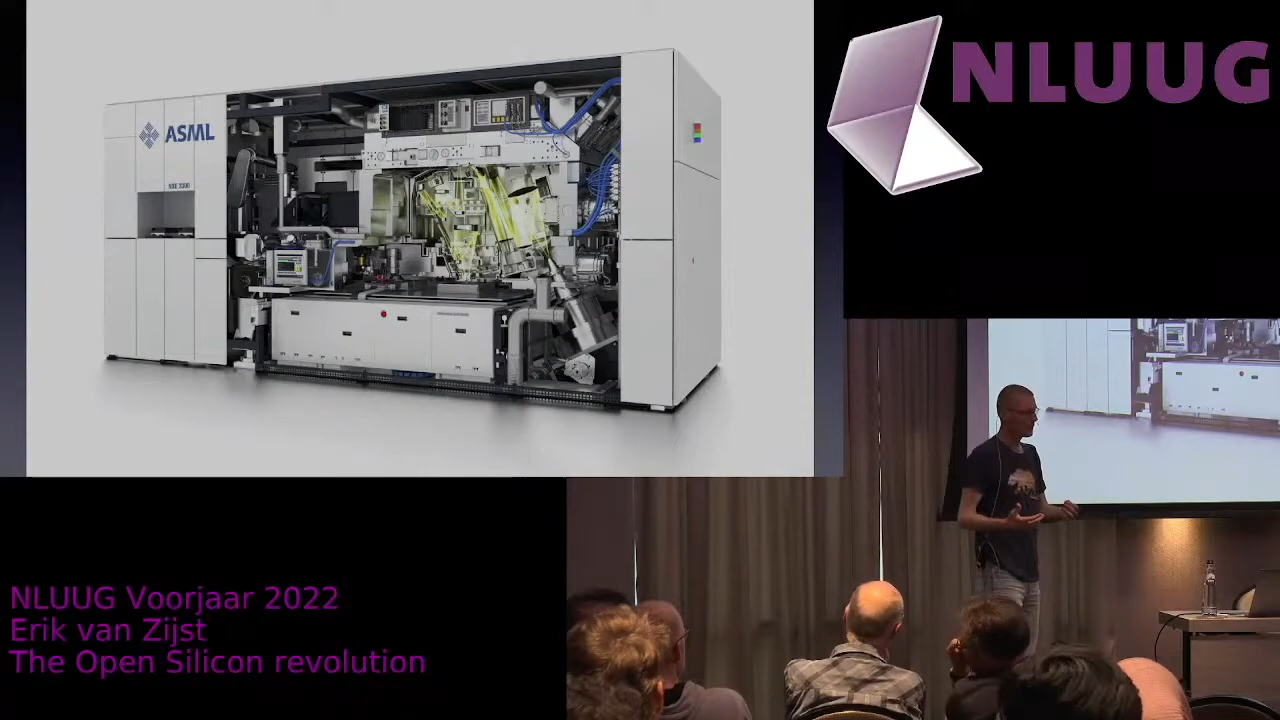 ASML
NLUUG
NLUUG Voorjaar 2022
Erik van Zijst
The Open Silicon revolution